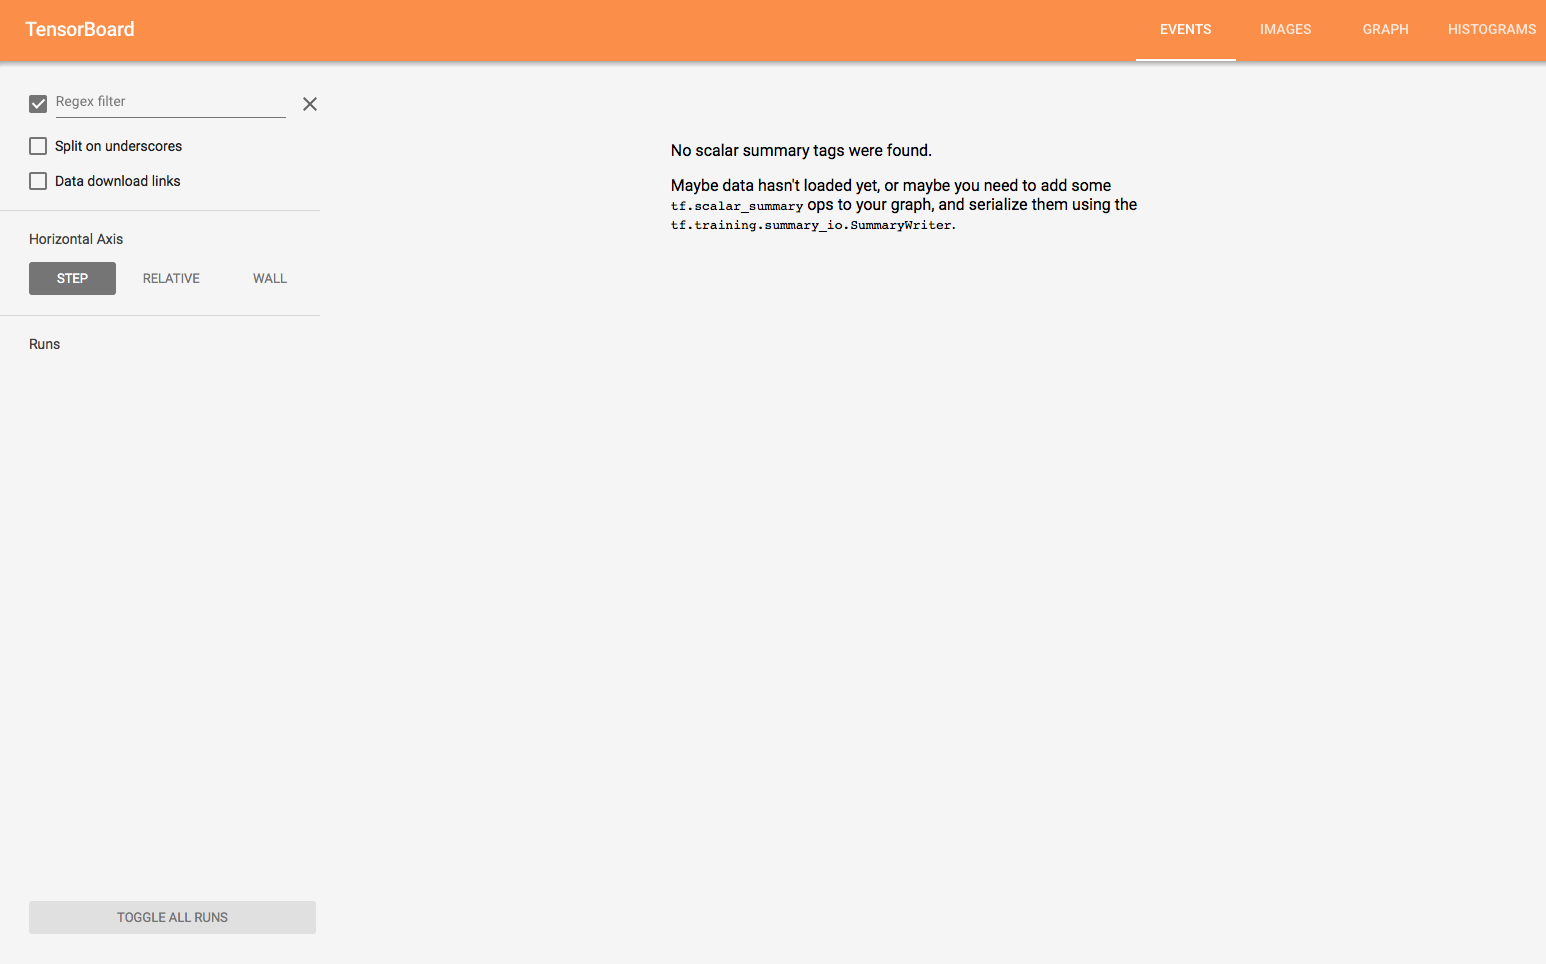 TensorBoard
EVENTS
IMAGES
GRAPH
HISTOGRAMS
Regex filter
Split on underscores
Data download links
Horizontal Axis
STEP
RELATIVE
WALL
Runs
TOGGLE ALL RUNS
No scalar summary tags were found.
Maybe data hasn't loaded yet, or maybe you need to add some
tf.scalar_summary ops to your graph, and serialize them using the
tf.training.summary_io.SummaryWriter.